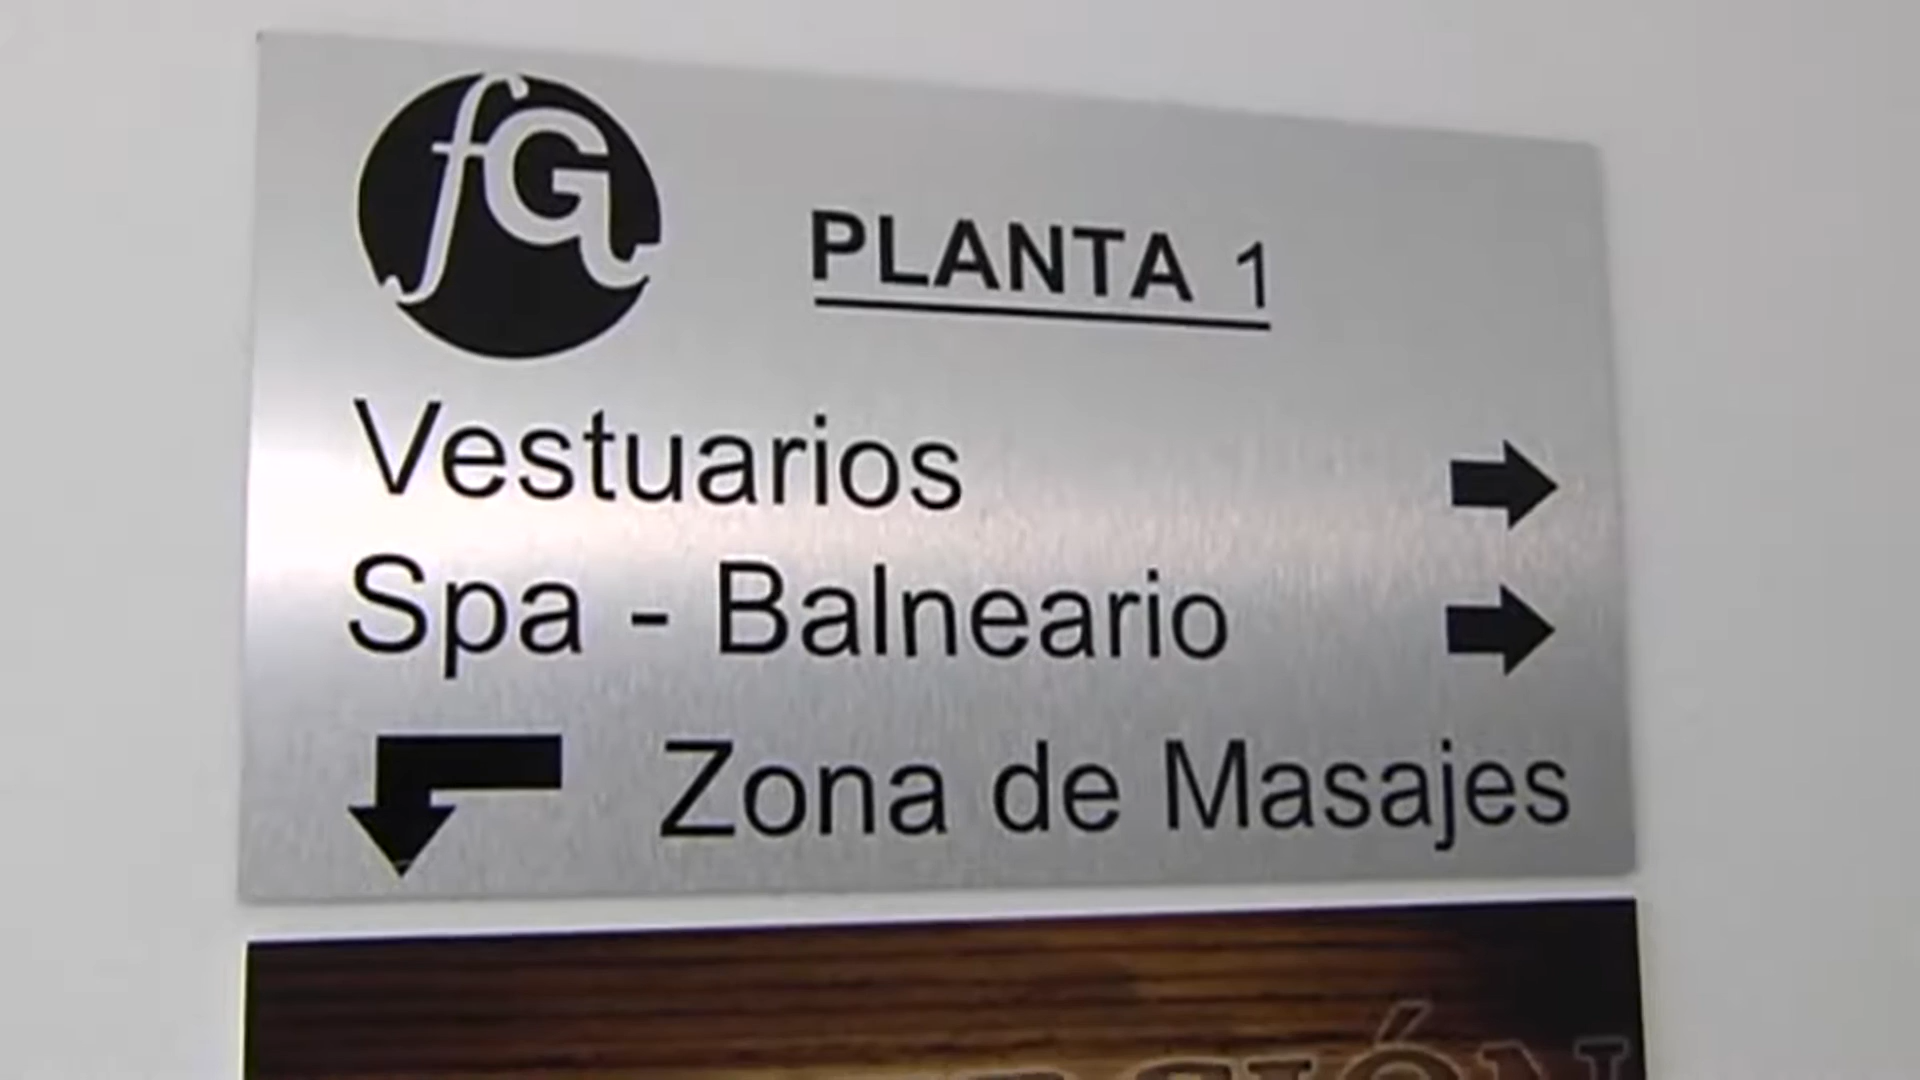 fG
PLANTA 1
Vestuarios
Spa - Balneario
Zona de Masajes